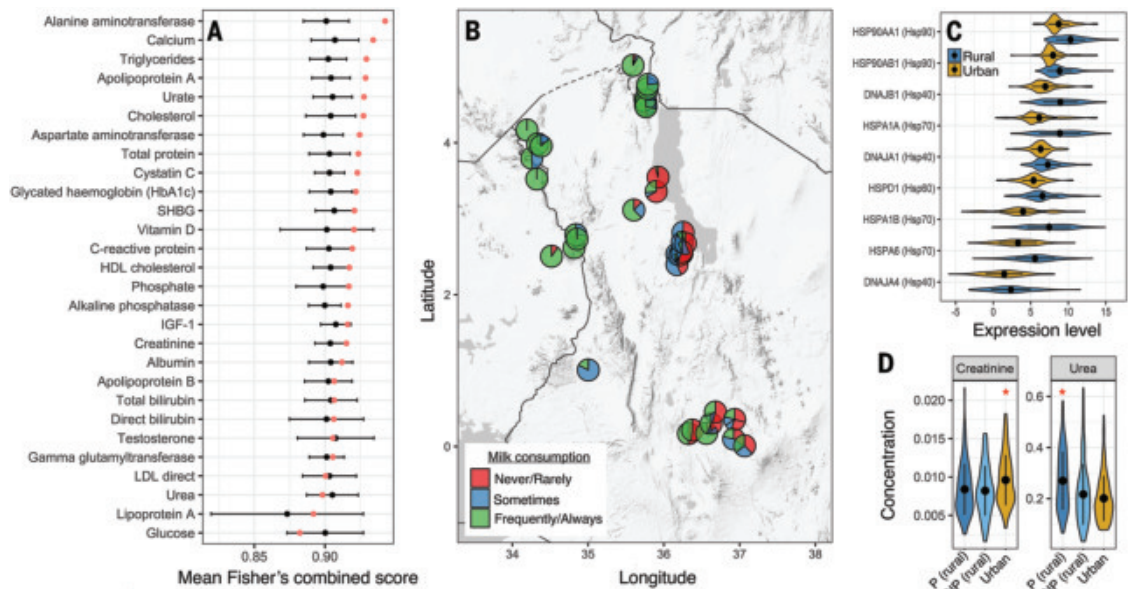 A
Alanine aminotransferase
Calcium
Triglycerides
Apolipoprotein A
Urate
Cholesterol
Aspartate aminotransferase
Total protein
Cystatin C
Glycated haemoglobin (HbA1c)
SHBG
Vitamin D
C-reactive protein
HDL cholesterol
Phosphate
Alkaline phosphatase
IGF-1
Creatinine
Albumin
Apolipoprotein B
Total bilirubin
Direct bilirubin
Testosterone
Gamma glutamyltransferase
LDL direct
Urea
Lipoprotein A
Glucose
0.85 0.90
Mean Fisher's combined score
B
Latitude
4
2
0
Milk consumption
Never/Rarely
Sometimes
Frequently/Always
34 35 36 37 38
Longitude
C
HSP90AA1 (Hsp90)
HSP90AB1 (Hsp90)
DNAJB1 (Hsp40)
HSPA1A (Hsp70)
DNAJA1 (Hsp40)
HSPD1 (Hsp60)
HSPA1B (Hsp70)
HSPA6 (Hsp70)
DNAJA4 (Hsp40)
Rural
Urban
-5 0 5 10 15
Expression level
D
Creatinine Urea
Concentration
0.020
0.015
0.010
0.005
0.6
0.4
0.2
* *
P (rural)
(rural)
Urban
P (rural)
(rural)
Urban